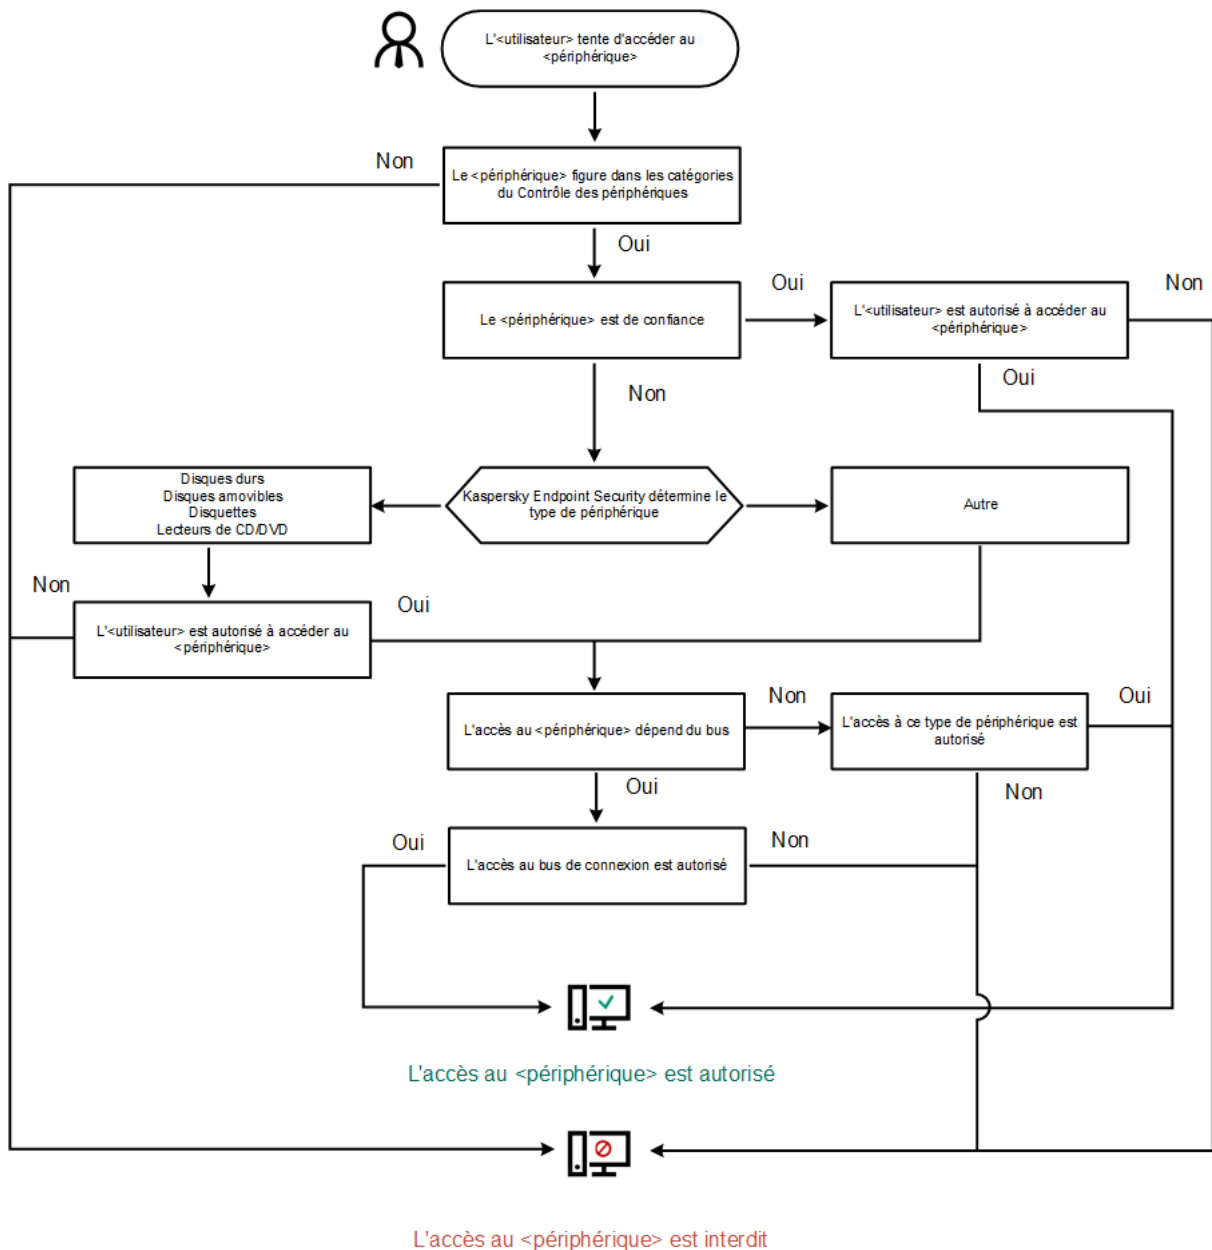 L'<utilisateur> tente d'accéder au
<périphérique>
Non
Le <périphérique> figure dans les catégories
du Contrôle des périphériques
Oui
Le <périphérique> est de confiance
Oui
L'<utilisateur> est autorisé à accéder au
<périphérique>
Non
Oui
Non
Disques durs
Disques amovibles
Disquettes
Lecteurs de CD/DVD
Kaspersky Endpoint Security détermine le
type de périphérique
Autre
Non
L'<utilisateur> est autorisé à accéder au
<périphérique>
Oui
L'accès au <périphérique> dépend du bus
Non
L'accès à ce type de périphérique est
autorisé
Oui
Oui
Non
Oui
L'accès au bus de connexion est autorisé
Non
L'accès au <périphérique> est autorisé
L'accès au <périphérique> est interdit